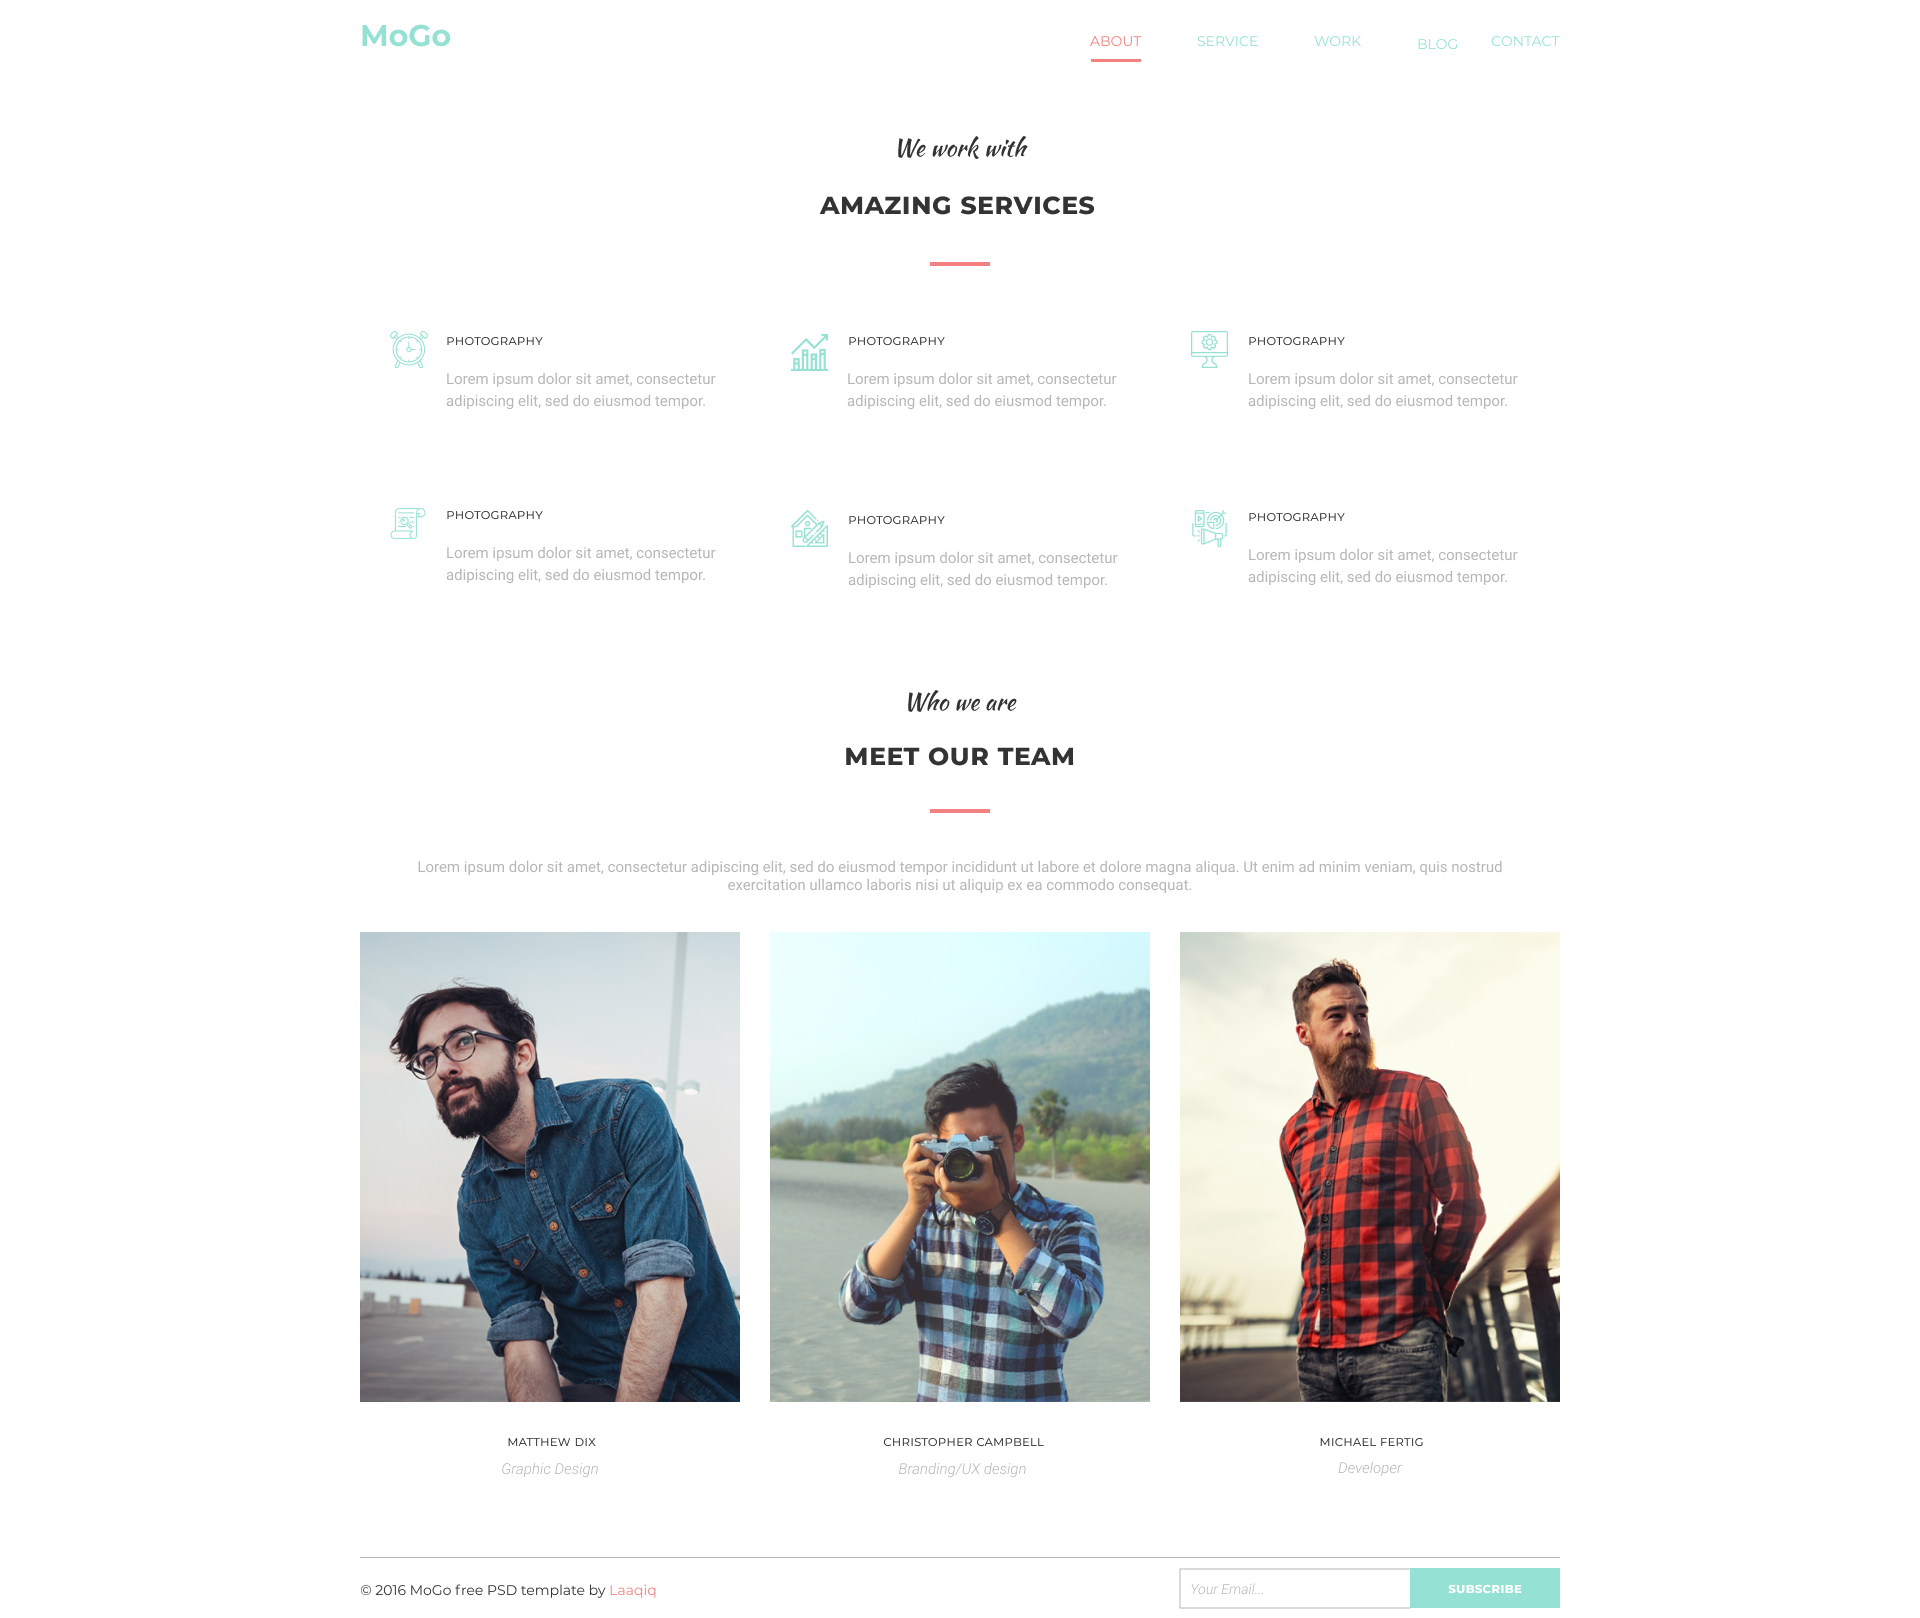 MoGo
ABOUT
SERVICE
WORK
BLOG
CONTACT
We work with
AMAZING SERVICES
PHOTOGRAPHY
Lorem ipsum dolor sit amet, consectetur
adipiscing elit, sed do eiusmod tempor.
PHOTOGRAPHY
Lorem ipsum dolor sit amet, consectetur
adipiscing elit, sed do eiusmod tempor.
PHOTOGRAPHY
Lorem ipsum dolor sit amet, consectetur
adipiscing elit, sed do eiusmod tempor.
PHOTOGRAPHY
Lorem ipsum dolor sit amet, consectetur
adipiscing elit, sed do eiusmod tempor.
PHOTOGRAPHY
Lorem ipsum dolor sit amet, consectetur
adipiscing elit, sed do eiusmod tempor.
PHOTOGRAPHY
Lorem ipsum dolor sit amet, consectetur
adipiscing elit, sed do eiusmod tempor.
Who we are
MEET OUR TEAM
Lorem ipsum dolor sit amet, consectetur adipiscing elit, sed do eiusmod tempor incididunt ut labore et dolore magna aliqua. Ut enim ad minim veniam, quis nostrud
exercitation ullamco laboris nisi ut aliquip ex ea commodo consequat.
MATTHEW DIX
Graphic Design
CHRISTOPHER CAMPBELL
Branding/UX design
MICHAEL FERTIG
Developer
© 2016 MoGo free PSD template by Laaqiq
Your Email...
SUBSCRIBE